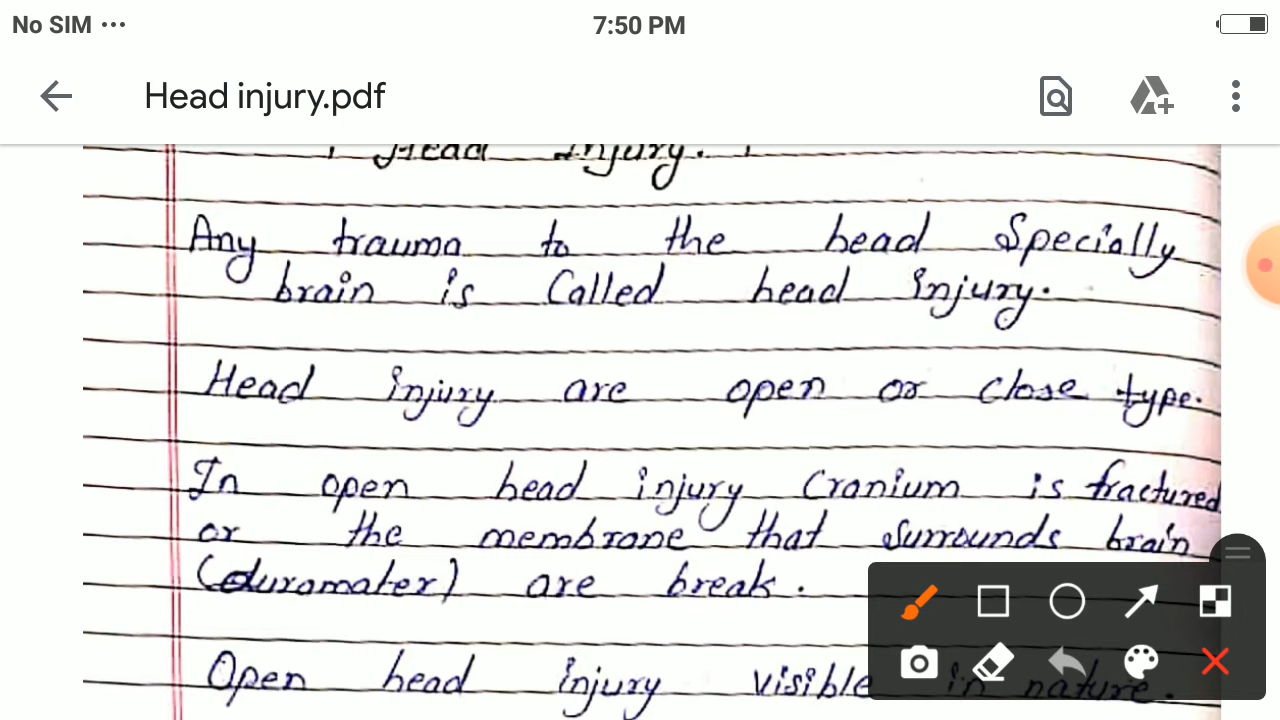 No SIM ...
7:50 PM
Head injury.pdf
Head Injury.
Any trauma to the head Specially
brain is Called head injury.
Head injury are open or close type.
In open head injury Cranium is fractured
or the membrane that surrounds brain
(duramater) are break.
Open head injury visible in nature.